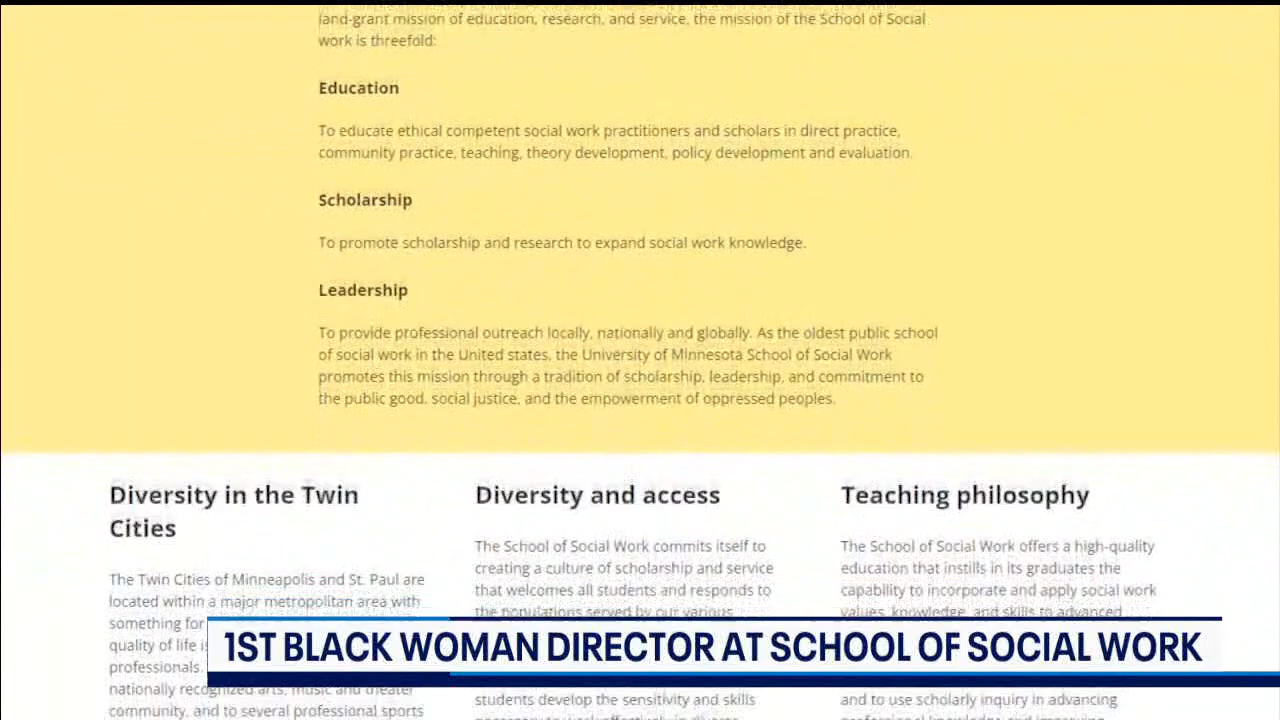 land-grant mission of education, research, and service, the mission of the School of Social
work is threefold:
Education
To educate ethical competent social work practitioners and scholars in direct practice,
community practice, teaching, theory development, policy development and evaluation.
Scholarship
To promote scholarship and research to expand social work knowledge.
Leadership
To provide professional outreach locally, nationally and globally. As the oldest public school
of social work in the United states, the University of Minnesota School of Social Work
promotes this mission through a tradition of scholarship, leadership, and commitment to
the public good, social justice, and the empowerment of oppressed peoples.
Diversity in the Twin
Cities
The Twin Cities of Minneapolis and St. Paul are
located within a major metropolitan area with
something for
quality of life is
professionals.
nationally recognized arts, music and theater
community, and to several professional sports
Diversity and access
The School of Social Work commits itself to
creating a culture of scholarship and service
that welcomes all students and responds to
the populations served by our various
students develop the sensitivity and skills
Teaching philosophy
The School of Social Work offers a high-quality
education that instills in its graduates the
capability to incorporate and apply social work
values, knowledge, and skills to advanced
and to use scholarly inquiry in advancing
1ST BLACK WOMAN DIRECTOR AT SCHOOL OF SOCIAL WORK